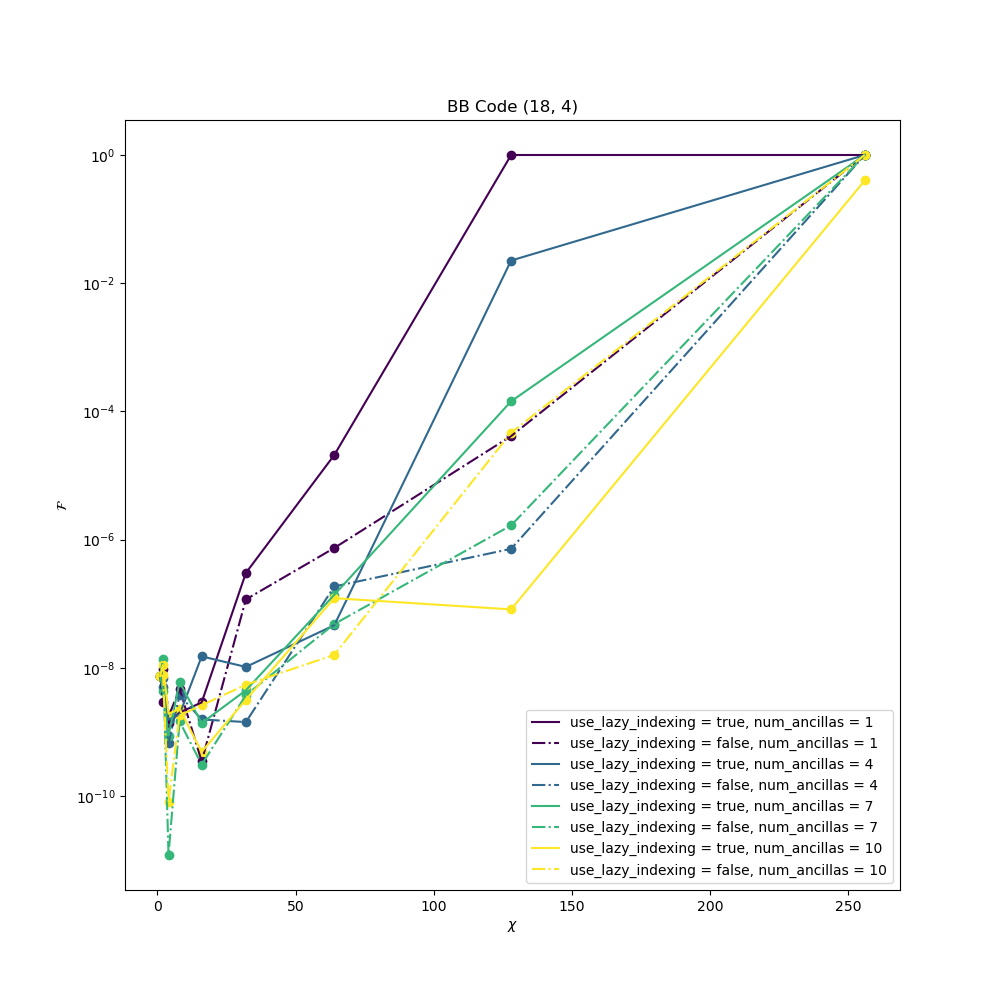 BB Code (18, 4)
10⁰
10⁻²
10⁻⁴
10⁻⁶
10⁻⁸
10⁻¹⁰
ℱ
use_lazy_indexing = true, num_ancillas = 1
use_lazy_indexing = false, num_ancillas = 1
use_lazy_indexing = true, num_ancillas = 4
use_lazy_indexing = false, num_ancillas = 4
use_lazy_indexing = true, num_ancillas = 7
use_lazy_indexing = false, num_ancillas = 7
use_lazy_indexing = true, num_ancillas = 10
use_lazy_indexing = false, num_ancillas = 10
0 50 100 150 200 250
χ